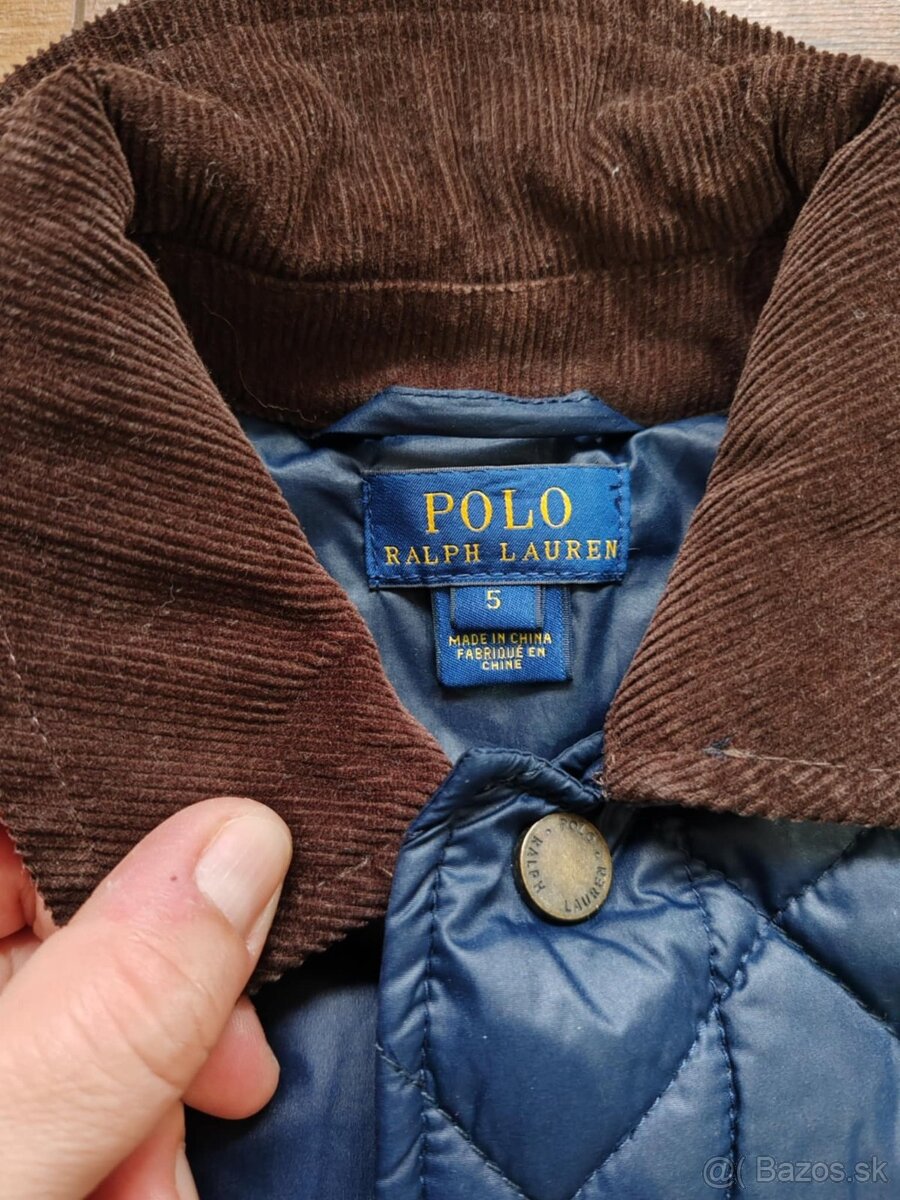 POLO
RALPH LAUREN
5
MADE IN CHINA
FABRIQUÉ EN
CHINE
POLO • RALPH LAUREN •
@( Bazos.sk